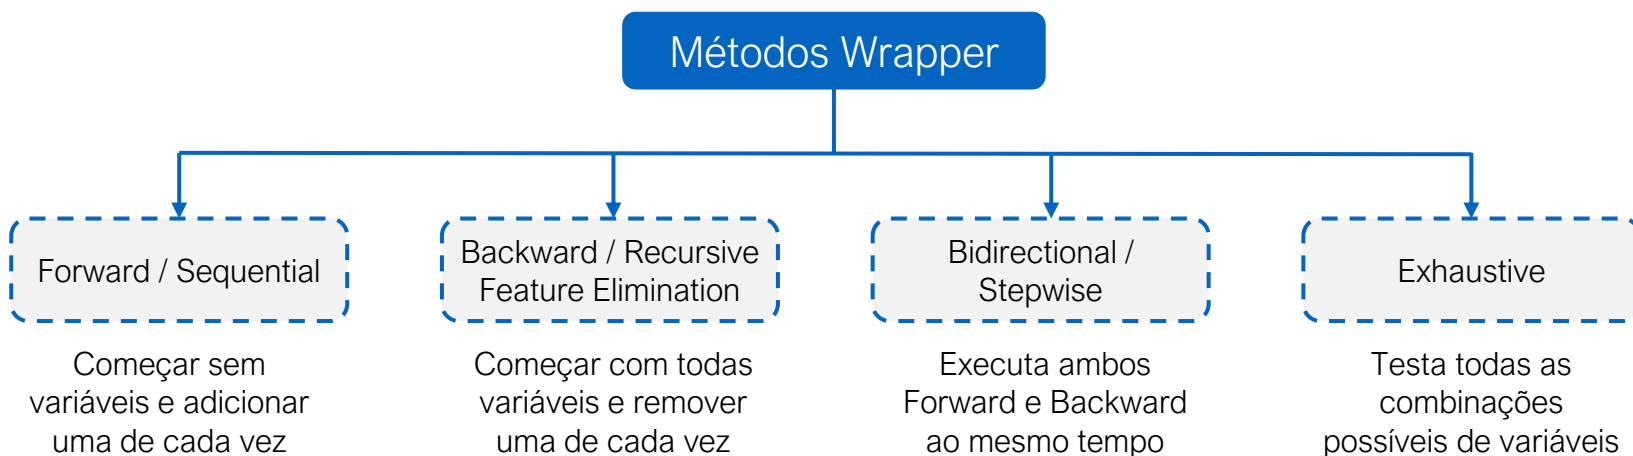 Métodos Wrapper
Forward / Sequential
Começar sem
variáveis e adicionar
uma de cada vez
Backward / Recursive
Feature Elimination
Começar com todas
variáveis e remover
uma de cada vez
Bidirectional /
Stepwise
Executa ambos
Forward e Backward
ao mesmo tempo
Exhaustive
Testa todas as
combinações
possíveis de variáveis